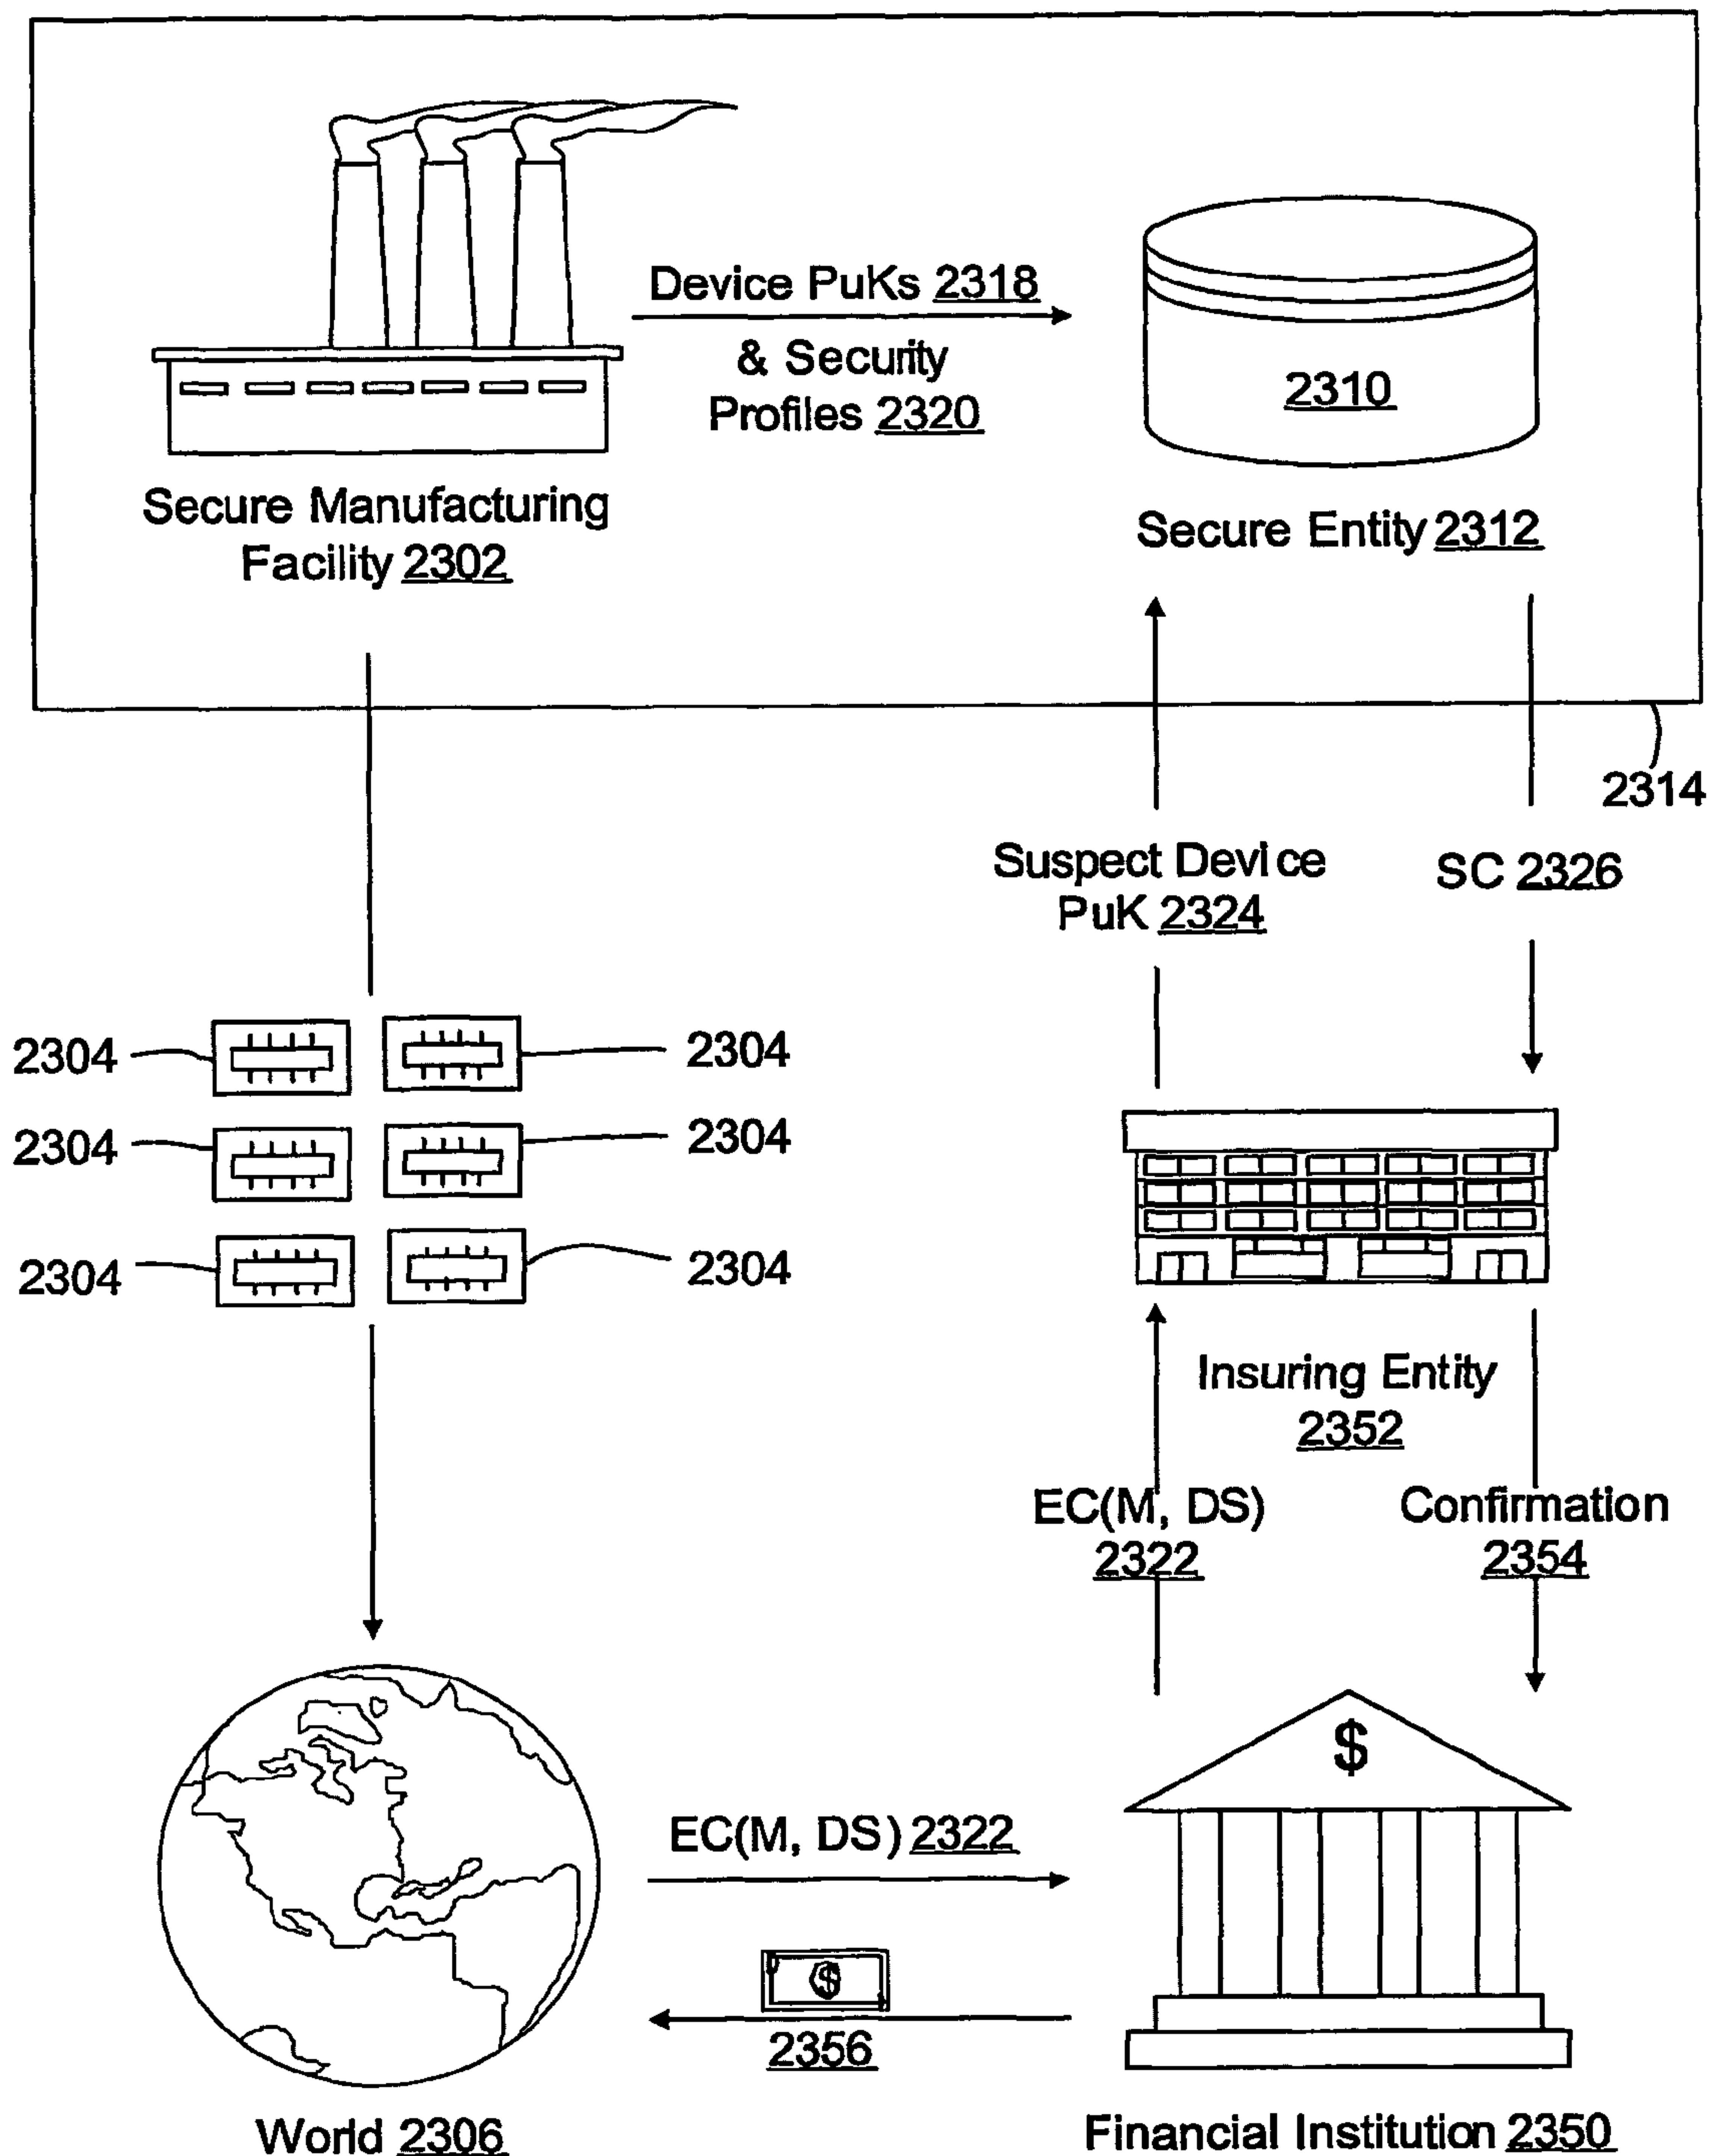 Device PuKs 2318
& Security
Profiles 2320
2310
Secure Manufacturing
Facility 2302
Secure Entity 2312
2314
Suspect Device
PuK 2324
SC 2326
2304
2304
2304
2304
2304
2304
Insuring Entity
2352
EC(M, DS)
2322
Confirmation
2354
$
EC(M, DS) 2322
$
2356
World 2306
Financial Institution 2350